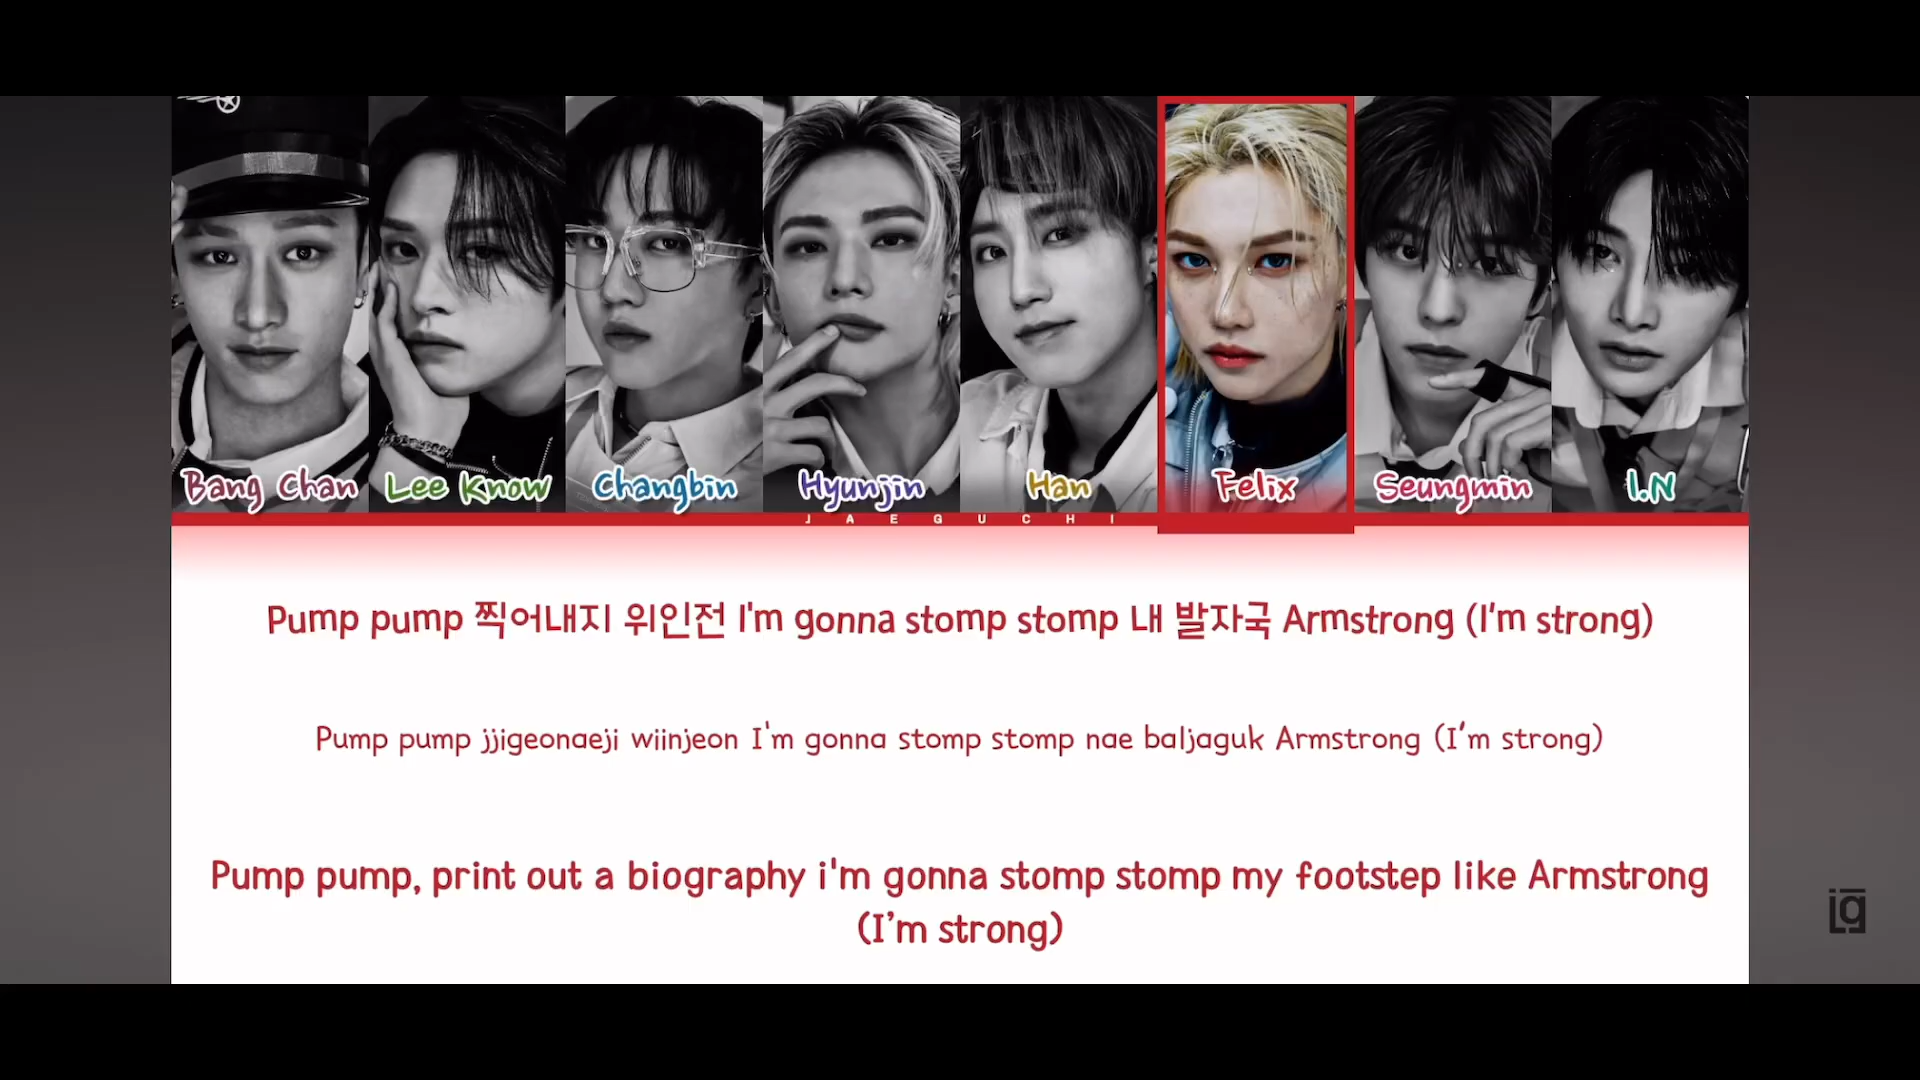 Bang Chan Lee Know Changbin Hyunjin Han Felix Seungmin I.N
JAEGUCHI
Pump pump 찍어내지 위인전 I'm gonna stomp stomp 내 발자국 Armstrong (I'm strong)
Pump pump jjigeonaeji wiinjeon I'm gonna stomp stomp nae baljaguk Armstrong (I'm strong)
Pump pump, print out a biography i'm gonna stomp stomp my footstep like Armstrong
(I'm strong)